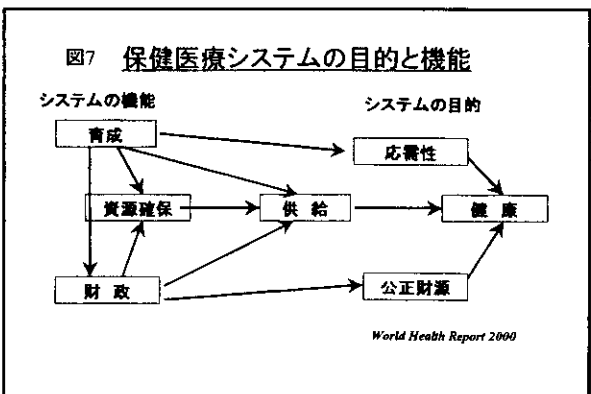 図7 保健医療システムの目的と機能
システムの機能
システムの目的
育成
応需性
資源確保
供 給
健 康
財 政
公正財源
World Health Report 2000